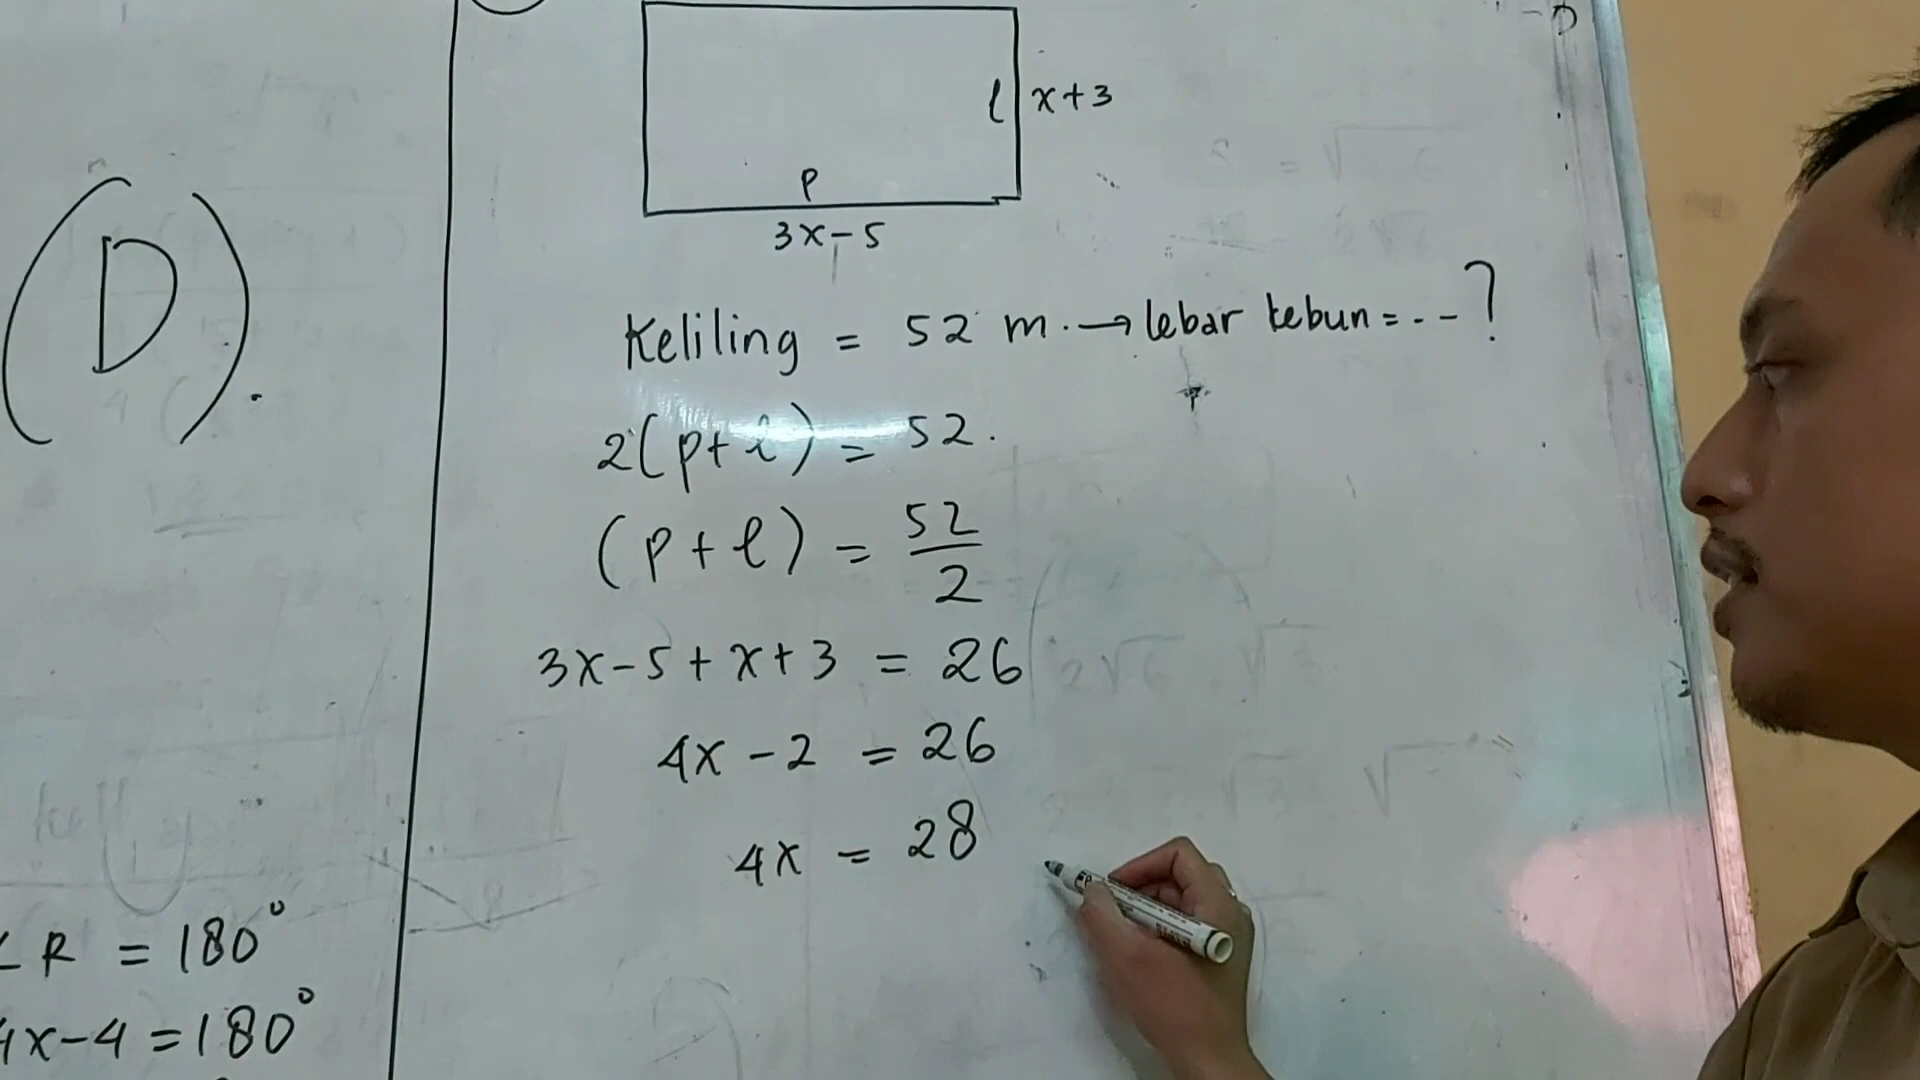 (D).
∠R = 180°
4x-4 = 180°
l x+3
p
3x-5
Keliling = 52 m. → lebar kebun = ...?
2(p+l) = 52.
(p+l) = 52/2
3x-5+x+3 = 26
4x-2 = 26
4x = 28